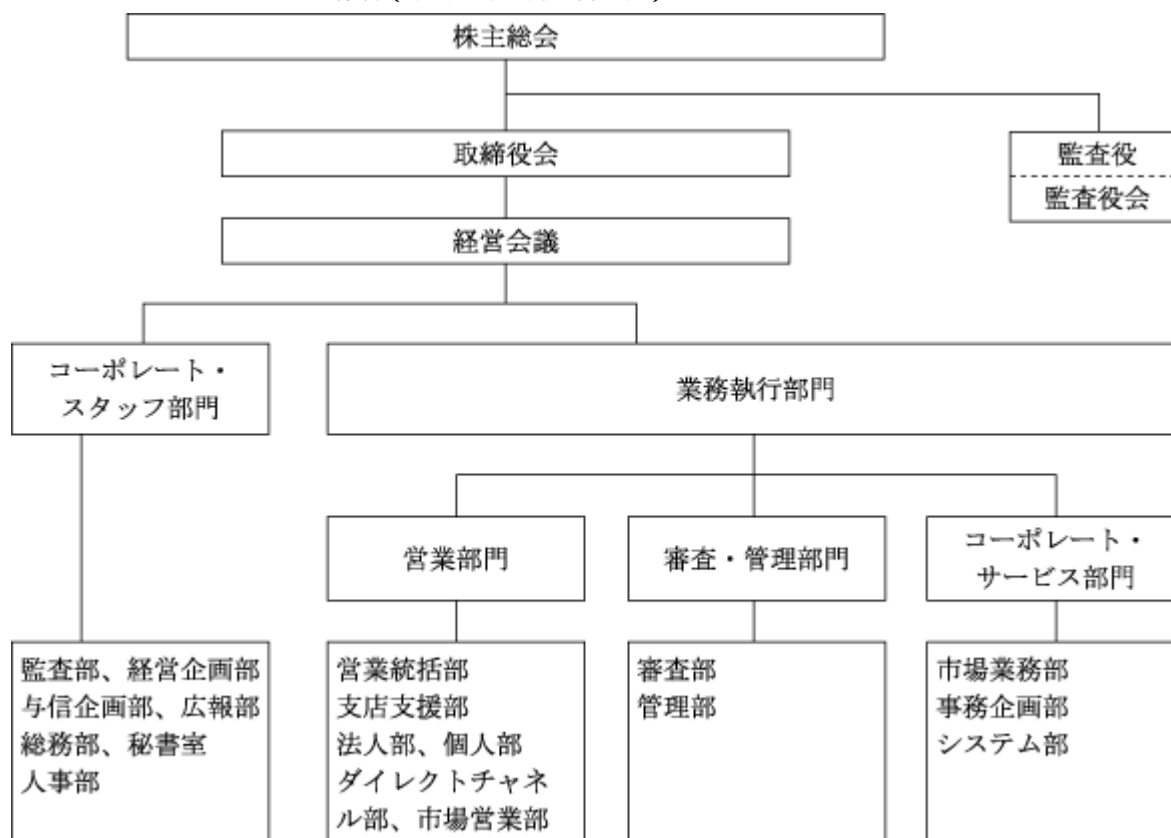 株主総会
取締役会
監査役
監査役会
経営会議
コーポレート・
スタッフ部門
業務執行部門
営業部門
審査・管理部門
コーポレート・
サービス部門
監査部、経営企画部
与信企画部、広報部
総務部、秘書室
人事部
営業統括部
支店支援部
法人部、個人部
ダイレクトチャネ
ル部、市場営業部
審査部
管理部
市場業務部
事務企画部
システム部